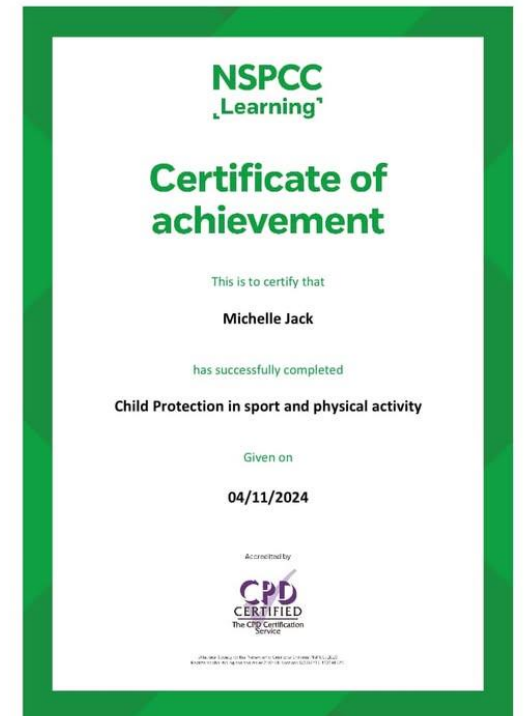 NSPCC
Learning
Certificate of
achievement
This is to certify that
Michelle Jack
has successfully completed
Child Protection in sport and physical activity
Given on
04/11/2024
Accredited by
CPD
CERTIFIED
The CPD Certification
Service